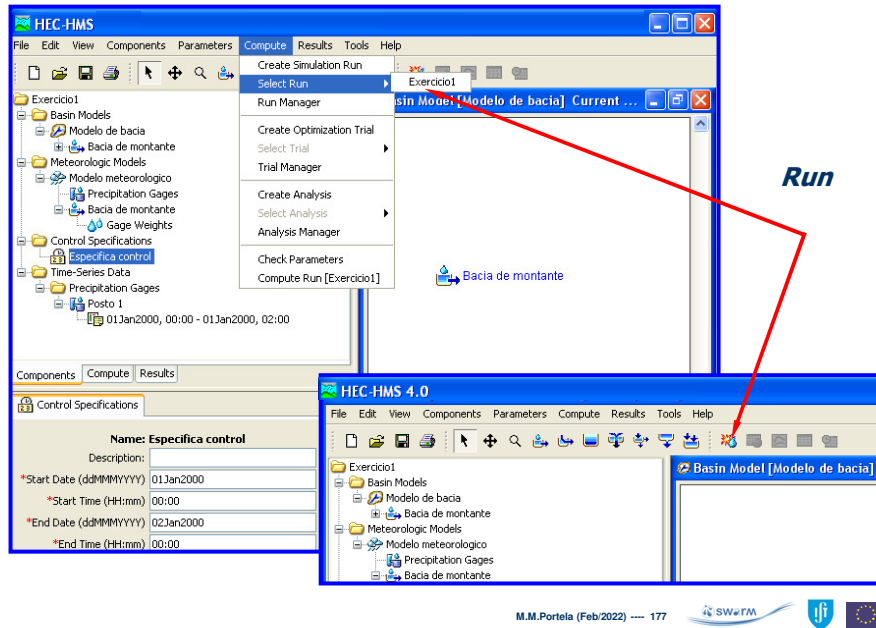 HEC-HMS
File Edit View Components Parameters Compute Results Tools Help
Create Simulation Run
Select Run
Exercicio1
Run Manager
Create Optimization Trial
Select Trial
Trial Manager
Create Analysis
Select Analysis
Analysis Manager
Check Parameters
Compute Run [Exercicio1]
Exercicio1
Basin Models
Modelo de bacia
Bacia de montante
Meteorologic Models
Modelo meteorologico
Precipitation Gages
Bacia de montante
Gage Weights
Control Specifications
Especifica control
Time-Series Data
Precipitation Gages
Posto 1
01Jan2000, 00:00 - 01Jan2000, 02:00
Components Compute Results
sin Model [Modelo de bacia] Current ...
Bacia de montante
Run
Control Specifications
Name: Especifica control
Description:
*Start Date (ddMMMYYYY) 01Jan2000
*Start Time (HH:mm) 00:00
*End Date (ddMMMYYYY) 02Jan2000
*End Time (HH:mm) 00:00
HEC-HMS 4.0
File Edit View Components Parameters Compute Results Tools Help
Exercicio1
Basin Models
Modelo de bacia
Bacia de montante
Meteorologic Models
Modelo meteorologico
Precipitation Gages
Bacia de montante
Basin Model [Modelo de bacia]
M.M.Portela (Feb/2022) ---- 177
swarm